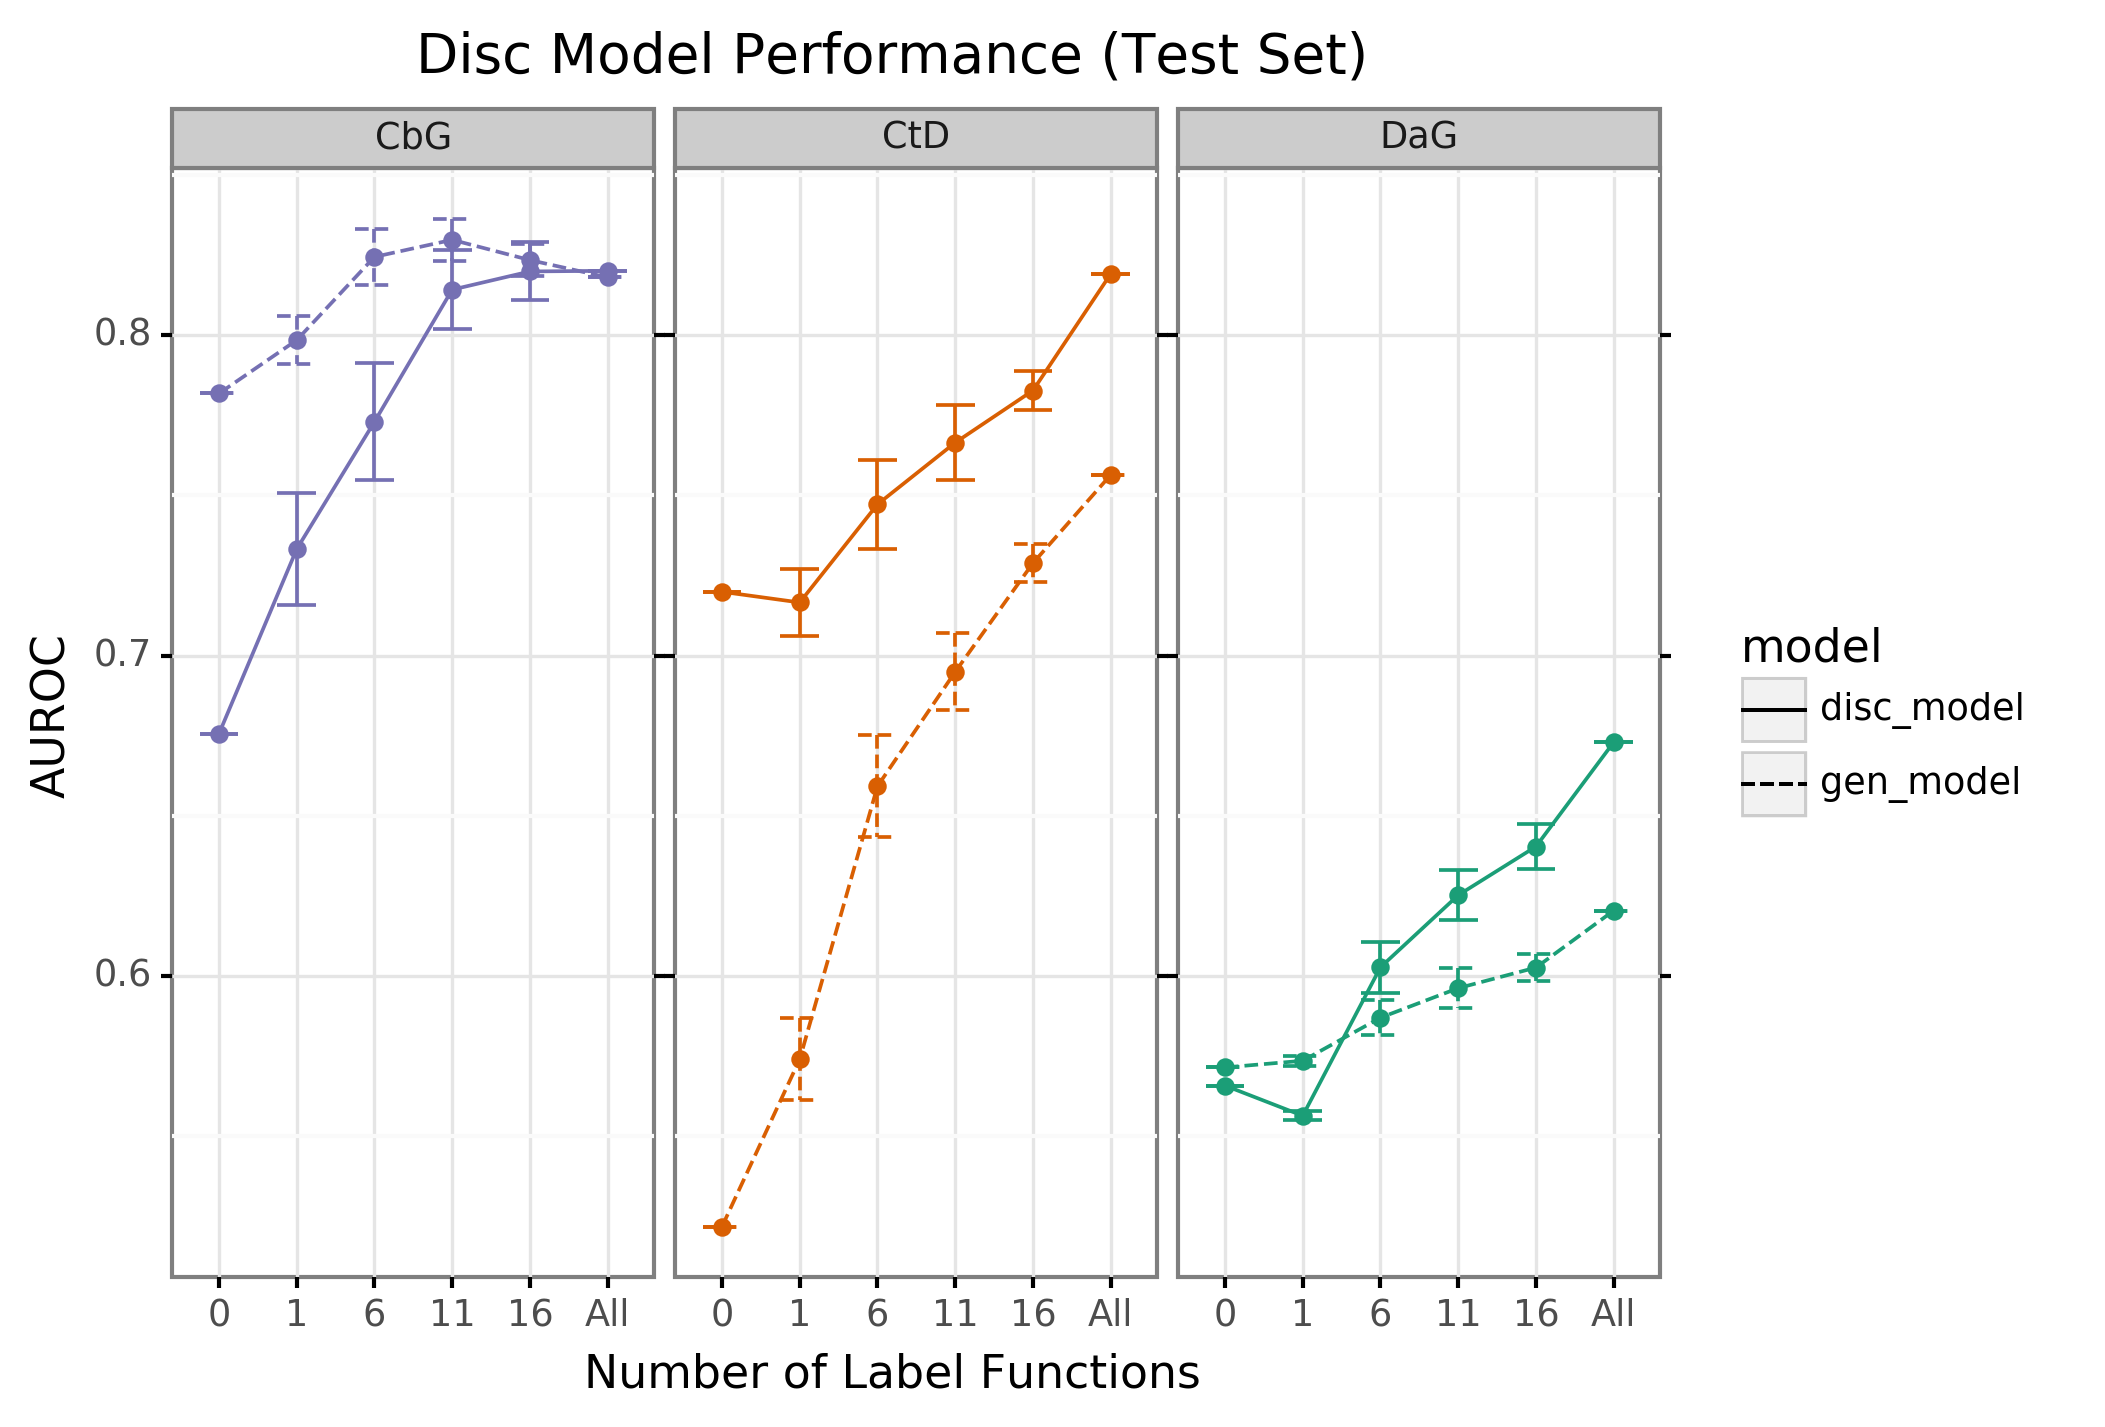 Disc Model Performance (Test Set)
CbG
CtD
DaG
0.8
0.7
0.6
AUROC
0 1 6 11 16 All
0 1 6 11 16 All
0 1 6 11 16 All
Number of Label Functions
model
disc_model
gen_model